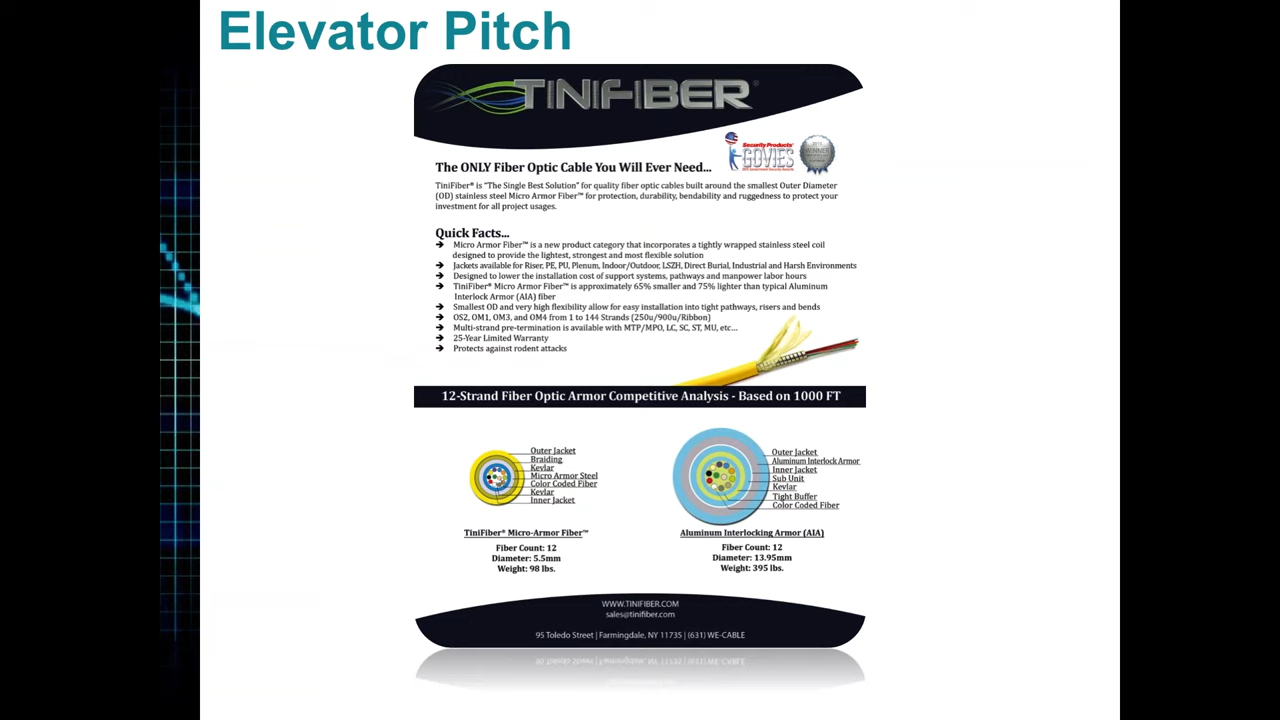 Elevator Pitch
TINIFIBER®
Security Products
GOVIES
WINNER
The ONLY Fiber Optic Cable You Will Ever Need...
TiniFiber® is “The Single Best Solution” for quality fiber optic cables built around the smallest Outer Diameter
(OD) stainless steel Micro Armor Fiber™ for protection, durability, bendability and ruggedness to protect your
investment for all project usages.
Quick Facts...
➔ Micro Armor Fiber™ is a new product category that incorporates a tightly wrapped stainless steel coil
designed to provide the lightest, strongest and most flexible solution
➔ Jackets available for Riser, PE, PU, Plenum, Indoor/Outdoor, LSZH, Direct Burial, Industrial and Harsh Environments
➔ Designed to lower the installation cost of support systems, pathways and manpower labor hours
➔ TiniFiber® Micro Armor Fiber™ is approximately 65% smaller and 75% lighter than typical Aluminum
Interlock Armor (AIA) fiber
➔ Smallest OD and very high flexibility allow for easy installation into tight pathways, risers and bends
➔ OS2, OM1, OM3, and OM4 from 1 to 144 Strands (250u/900u/Ribbon)
➔ Multi-strand pre-termination is available with MTP/MPO, LC, SC, ST, MU, etc...
➔ 25-Year Limited Warranty
➔ Protects against rodent attacks
12-Strand Fiber Optic Armor Competitive Analysis - Based on 1000 FT
Outer Jacket
Braiding
Kevlar
Micro Armor Steel
Color Coded Fiber
Kevlar
Inner Jacket
TiniFiber® Micro-Armor Fiber™
Fiber Count: 12
Diameter: 5.5mm
Weight: 98 lbs.
Outer Jacket
Aluminum Interlock Armor
Inner Jacket
Sub Unit
Kevlar
Tight Buffer
Color Coded Fiber
Aluminum Interlocking Armor (AIA)
Fiber Count: 12
Diameter: 13.95mm
Weight: 395 lbs.
WWW.TINIFIBER.COM
sales@tinifiber.com
95 Toledo Street | Farmingdale, NY 11735 | (631) WE-CABLE